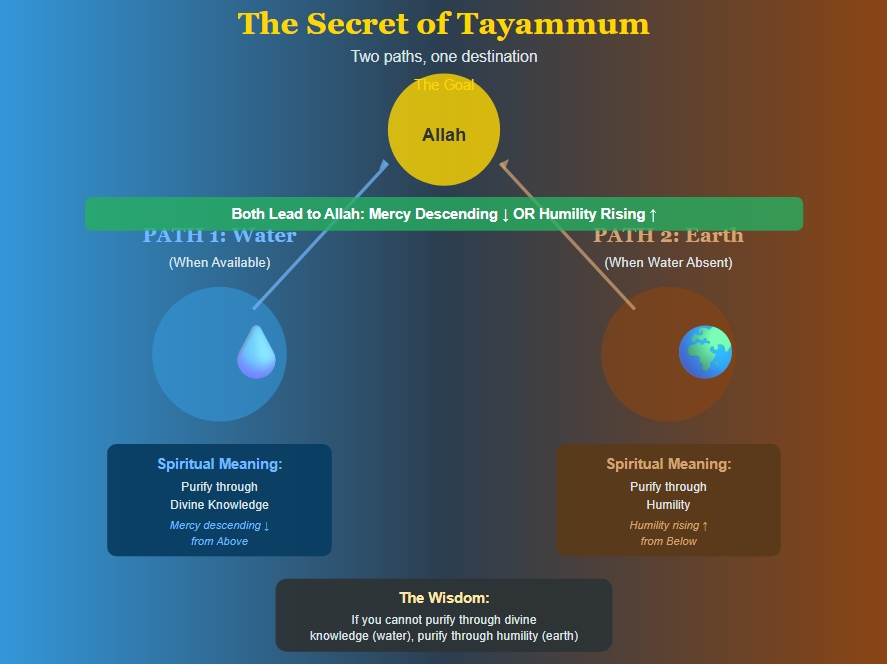 The Secret of Tayammum
Two paths, one destination
The Goal
Allah
Both Lead to Allah: Mercy Descending ↓ OR Humility Rising ↑
PATH 1: Water
(When Available)
PATH 2: Earth
(When Water Absent)
Spiritual Meaning:
Purify through
Divine Knowledge
Mercy descending ↓
from Above
Spiritual Meaning:
Purify through
Humility
Humility rising ↑
from Below
The Wisdom:
If you cannot purify through divine
knowledge (water), purify through humility (earth)